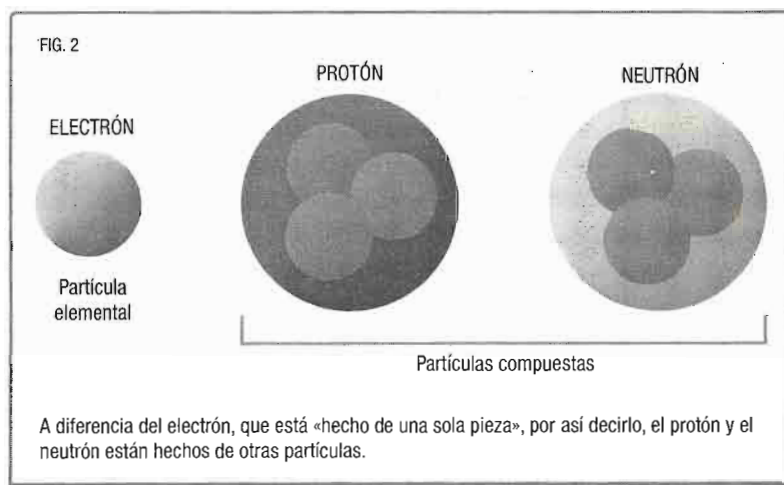 FIG. 2
PROTÓN
NEUTRÓN
ELECTRÓN
Partícula
elemental
Partículas compuestas
A diferencia del electrón, que está «hecho de una sola pieza», por así decirlo, el protón y el
neutrón están hechos de otras partículas.